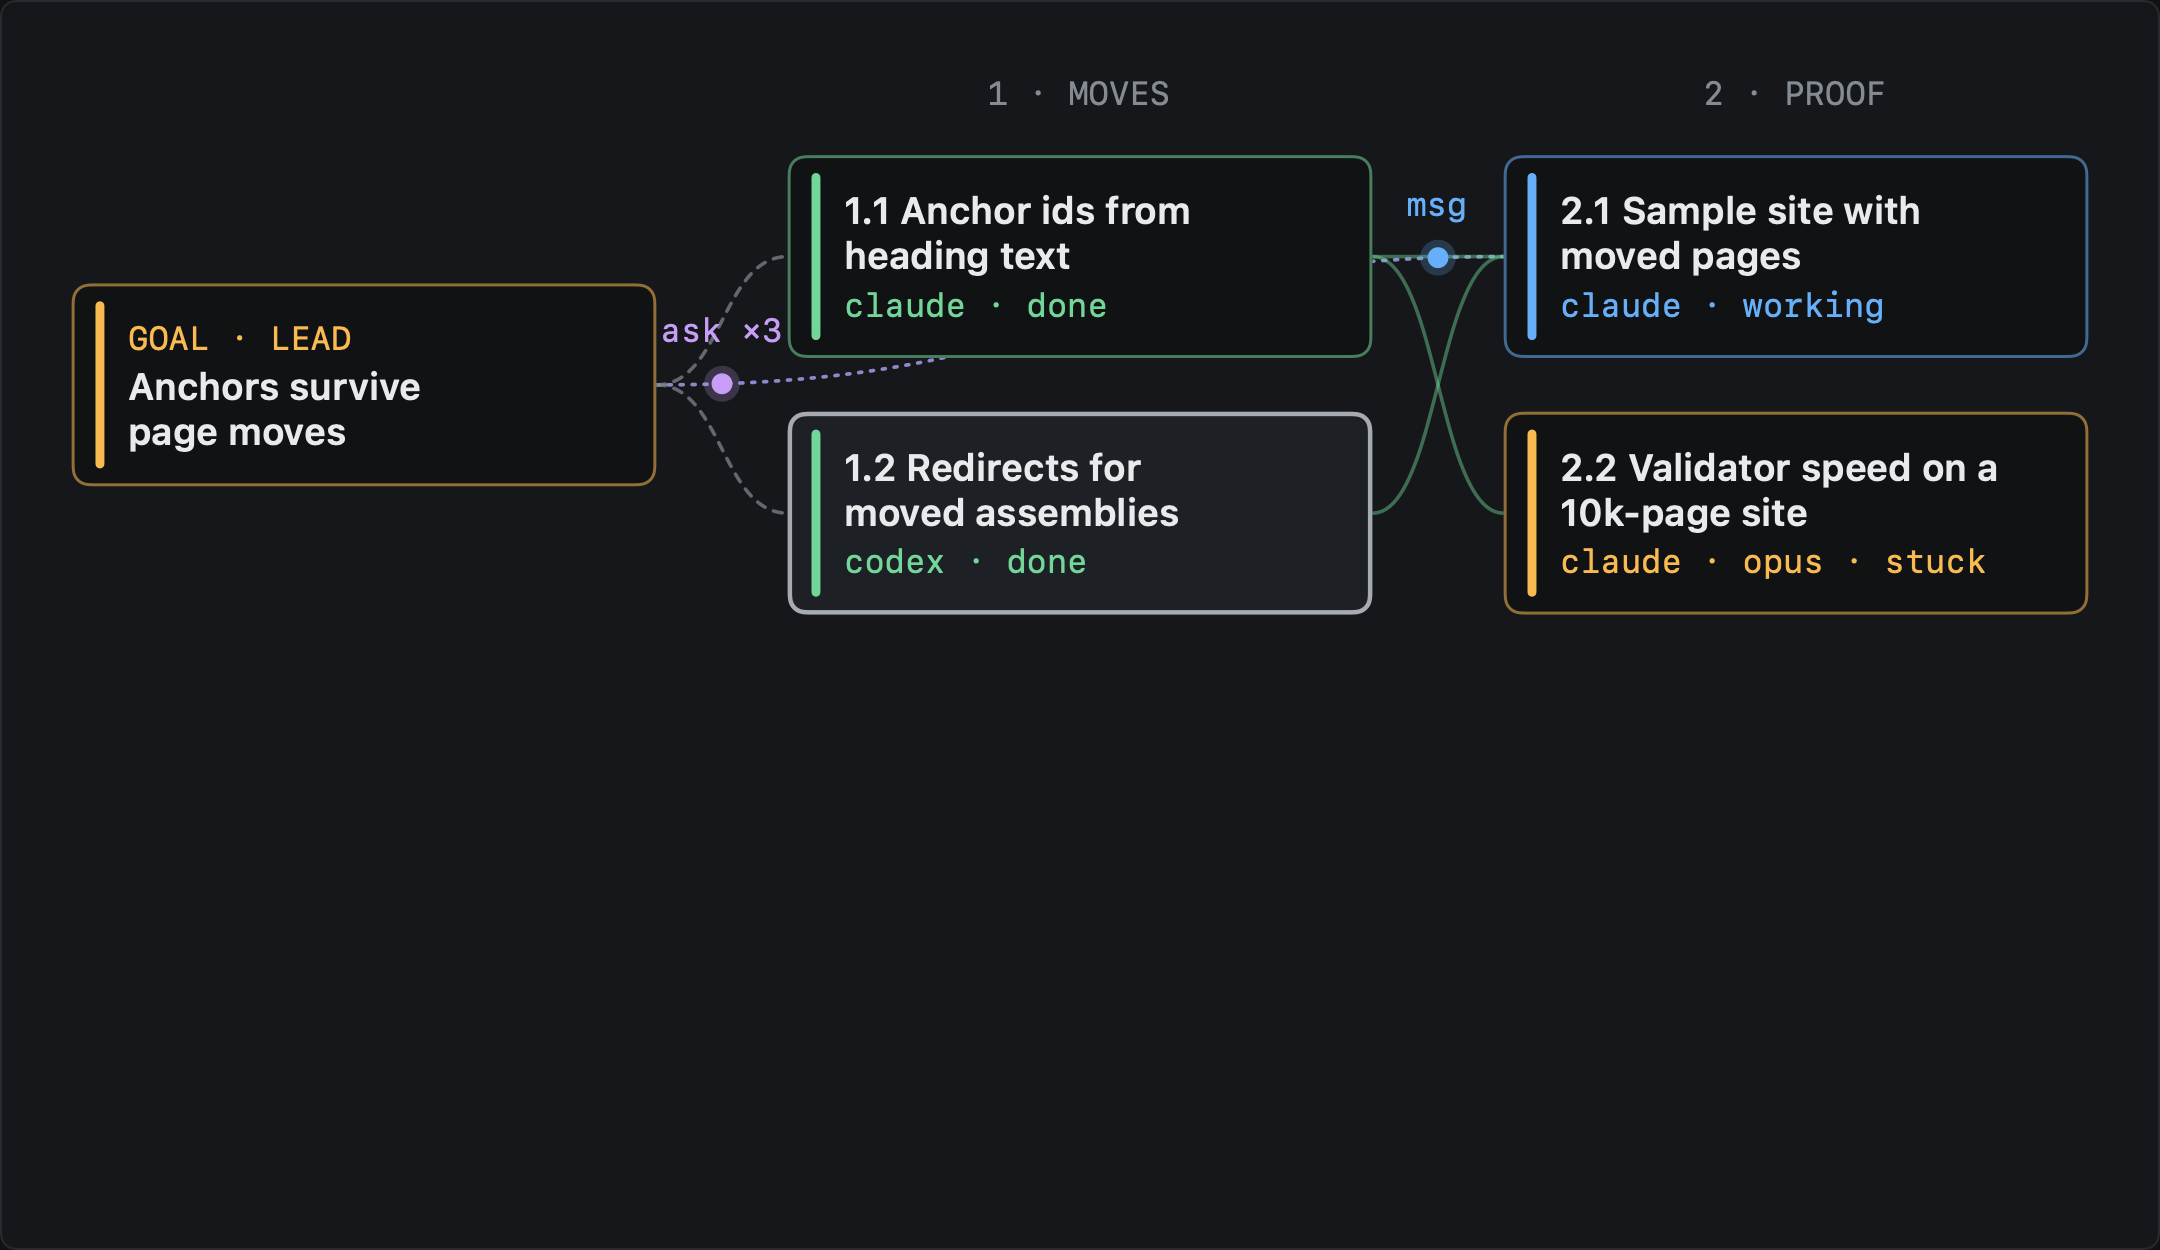 1 · MOVES
2 · PROOF
GOAL · LEAD
Anchors survive
page moves
ask ×3
1.1 Anchor ids from
heading text
claude · done
msg
2.1 Sample site with
moved pages
claude · working
1.2 Redirects for
moved assemblies
codex · done
2.2 Validator speed on a
10k-page site
claude · opus · stuck